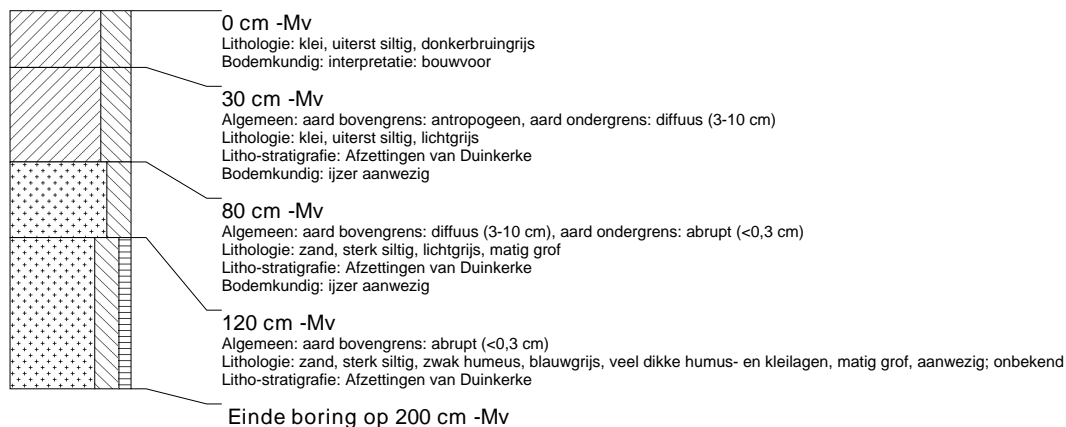 0 cm -Mv
Lithologie: klei, uiterst siltig, donkerbruingrijs
Bodemkundig: interpretatie: bouwvoor
30 cm -Mv
Algemeen: aard bovengrens: antropogeen, aard ondergrens: diffuus (3-10 cm)
Lithologie: klei, uiterst siltig, lichtgrijs
Litho-stratigrafie: Afzettingen van Duinkerke
Bodemkundig: ijzer aanwezig
80 cm -Mv
Algemeen: aard bovengrens: diffuus (3-10 cm), aard ondergrens: abrupt (<0,3 cm)
Lithologie: zand, sterk siltig, lichtgrijs, matig grof
Litho-stratigrafie: Afzettingen van Duinkerke
Bodemkundig: ijzer aanwezig
120 cm -Mv
Algemeen: aard bovengrens: abrupt (<0,3 cm)
Lithologie: zand, sterk siltig, zwak humeus, blauwgrijs, veel dikke humus- en kleilagen, matig grof, aanwezig; onbekend
Litho-stratigrafie: Afzettingen van Duinkerke
Einde boring op 200 cm -Mv